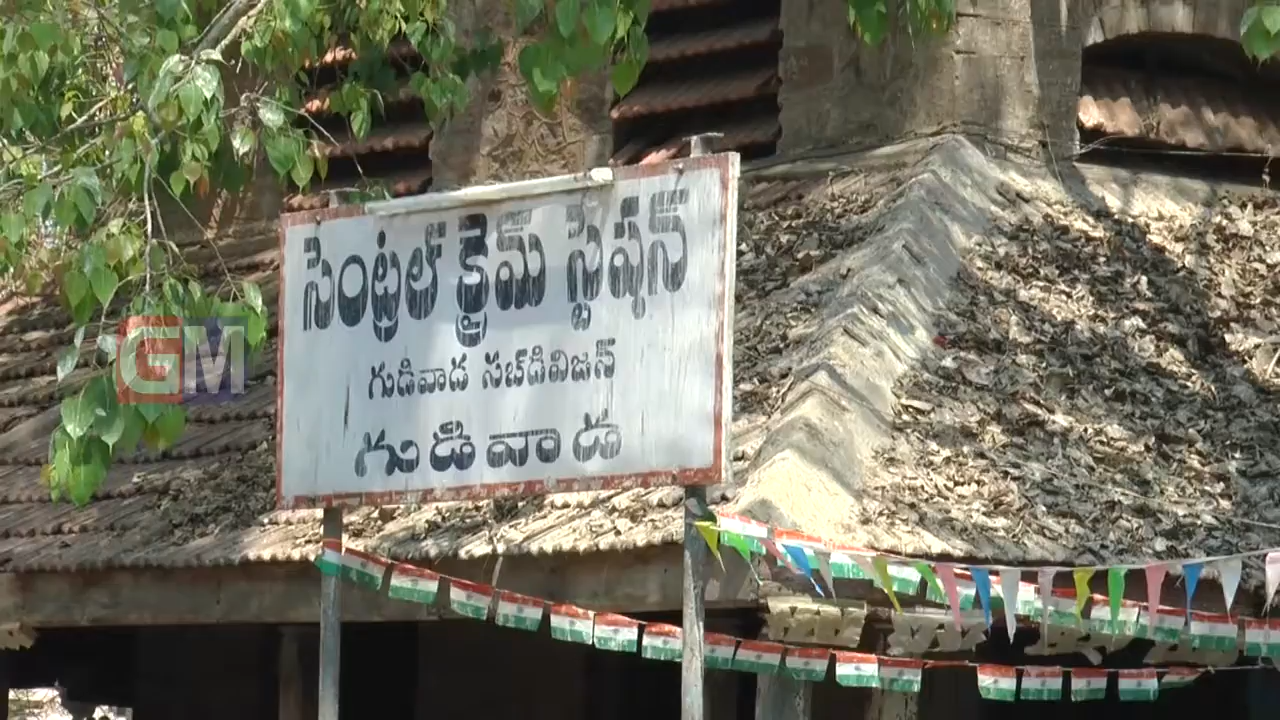 సెంట్రల్ క్రైమ్ స్టేషన్
గుడివాడ సబ్‌డివిజన్
గుడివాడ
GM